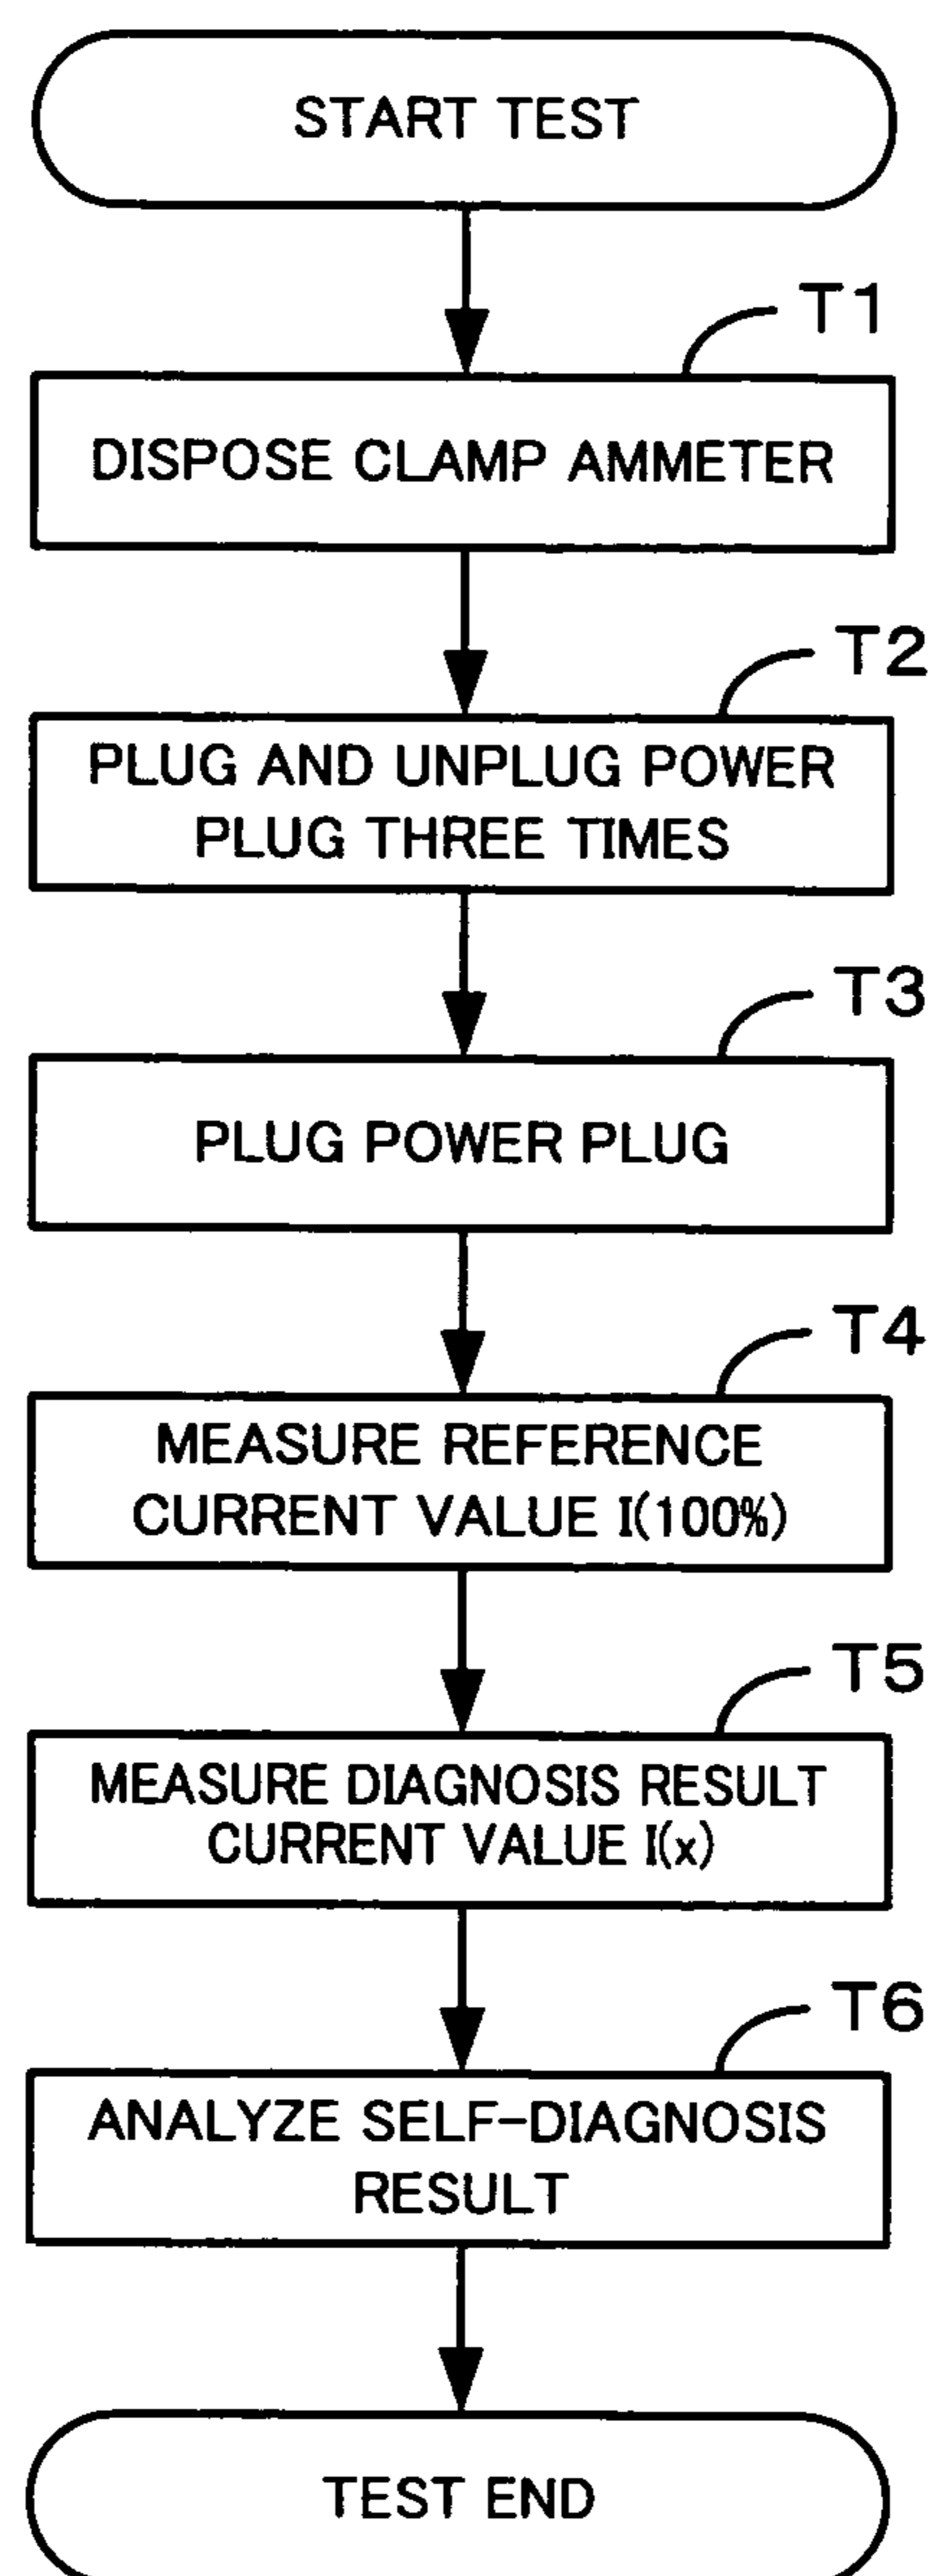 START TEST
T1
DISPOSE CLAMP AMMETER
T2
PLUG AND UNPLUG POWER
PLUG THREE TIMES
T3
PLUG POWER PLUG
T4
MEASURE REFERENCE
CURRENT VALUE I(100%)
T5
MEASURE DIAGNOSIS RESULT
CURRENT VALUE I(x)
T6
ANALYZE SELF-DIAGNOSIS
RESULT
TEST END